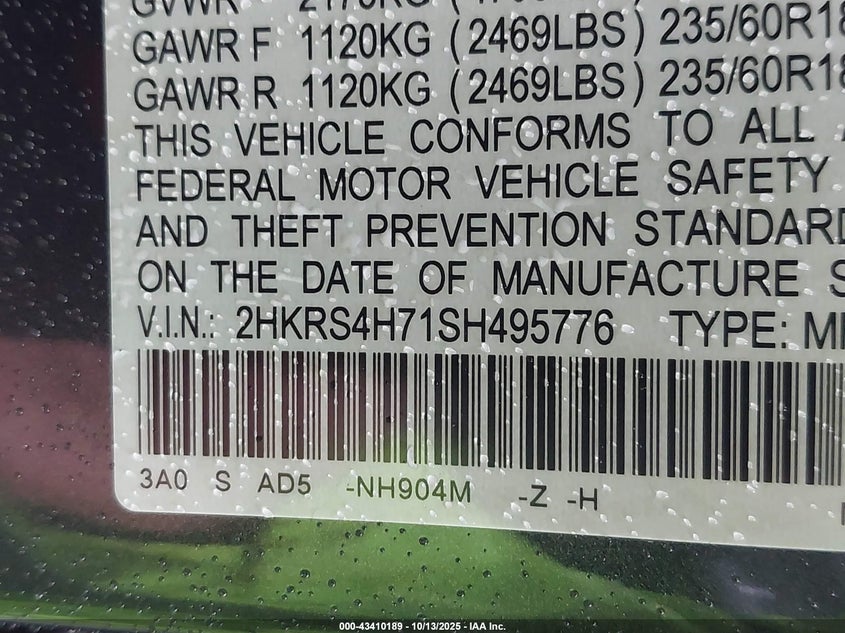 GAWR F 1120KG (2469LBS) 235/60R18
GAWR R 1120KG (2469LBS) 235/60R18
THIS VEHICLE CONFORMS TO ALL
FEDERAL MOTOR VEHICLE SAFETY
AND THEFT PREVENTION STANDARD
ON THE DATE OF MANUFACTURE S
V.I.N.: 2HKRS4H71SH495776 TYPE: M
3A0 S AD5 -NH904M -Z -H
000-43410189 - 10/13/2025 - IAA Inc.